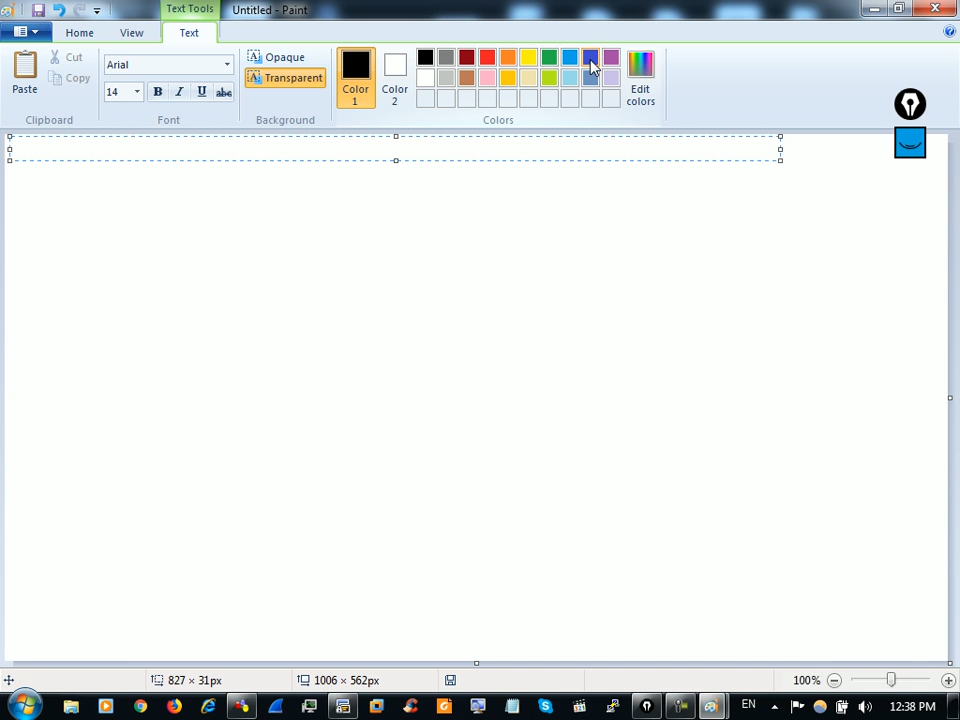 Text Tools
Untitled - Paint
Home
View
Text
Paste
Cut
Copy
Clipboard
Arial
14
B I U abc
Font
Opaque
Transparent
Background
Color
1
Color
2
Edit
colors
Colors
827 × 31px
1006 × 562px
100%
EN
12:38 PM